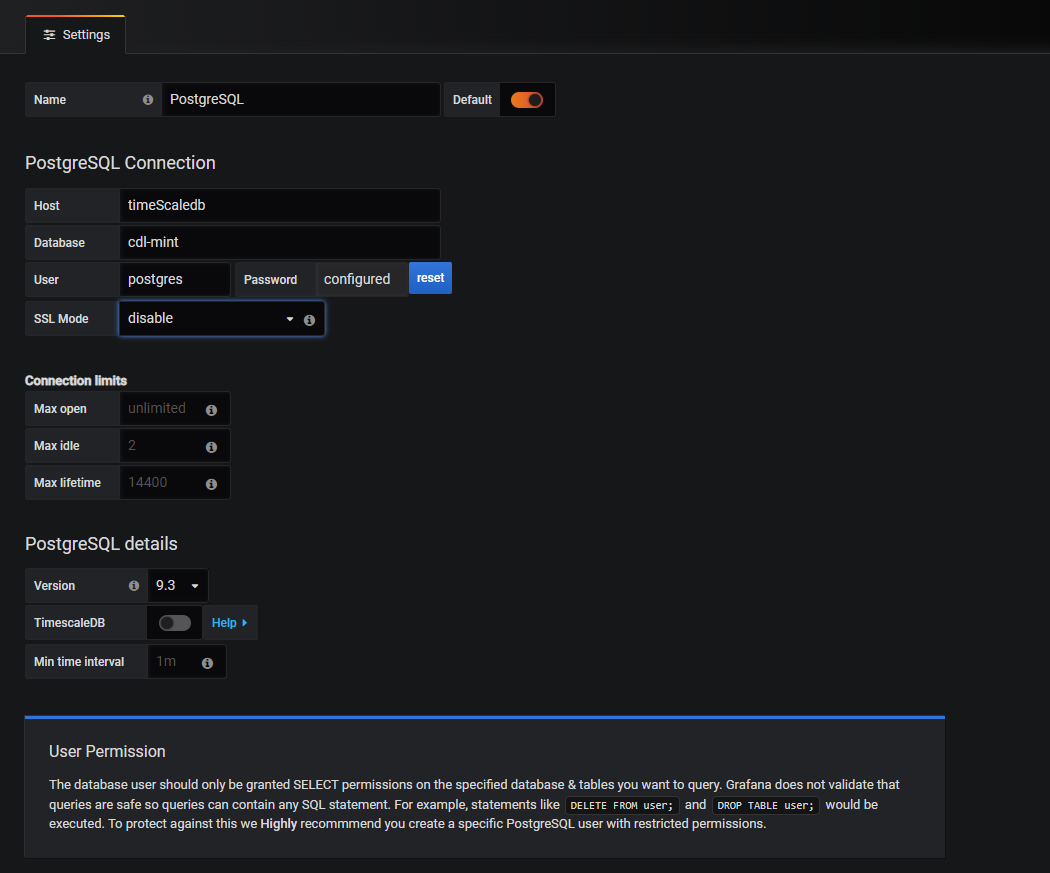 Settings
Name PostgreSQL Default
PostgreSQL Connection
Host timeScaledb
Database cdl-mint
User postgres Password configured reset
SSL Mode disable
Connection limits
Max open unlimited
Max idle 2
Max lifetime 14400
PostgreSQL details
Version 9.3
TimescaleDB Help
Min time interval 1m
User Permission
The database user should only be granted SELECT permissions on the specified database & tables you want to query. Grafana does not validate that
queries are safe so queries can contain any SQL statement. For example, statements like DELETE FROM user; and DROP TABLE user; would be
executed. To protect against this we Highly recommmend you create a specific PostgreSQL user with restricted permissions.